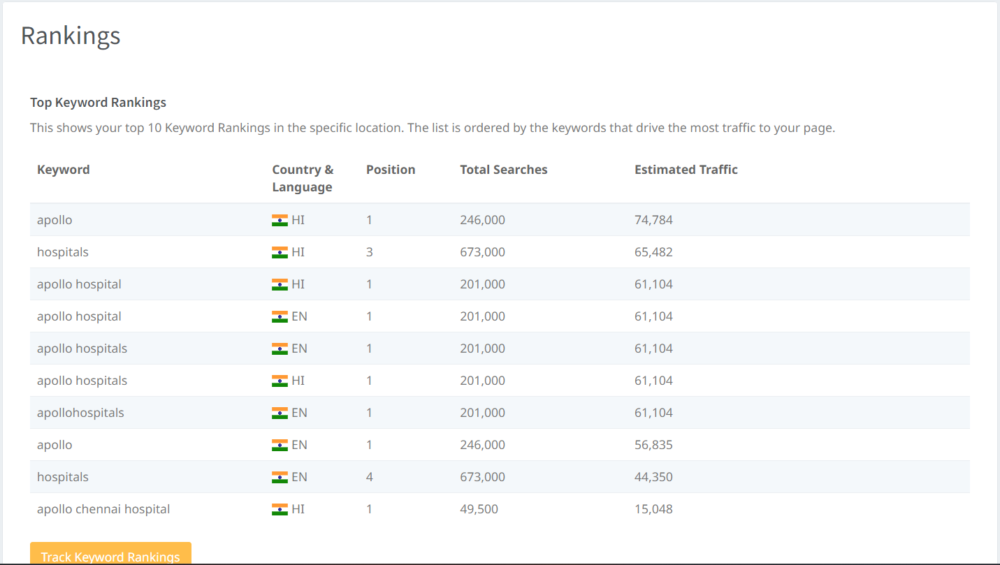 Rankings
Top Keyword Rankings
This shows your top 10 Keyword Rankings in the specific location. The list is ordered by the keywords that drive the most traffic to your page.
Keyword Country & Language Position Total Searches Estimated Traffic
apollo HI 1 246,000 74,784
hospitals HI 3 673,000 65,482
apollo hospital HI 1 201,000 61,104
apollo hospital EN 1 201,000 61,104
apollo hospitals EN 1 201,000 61,104
apollo hospitals HI 1 201,000 61,104
apollohospitals EN 1 201,000 61,104
apollo EN 1 246,000 56,835
hospitals EN 4 673,000 44,350
apollo chennai hospital HI 1 49,500 15,048
Track Keyword Rankings